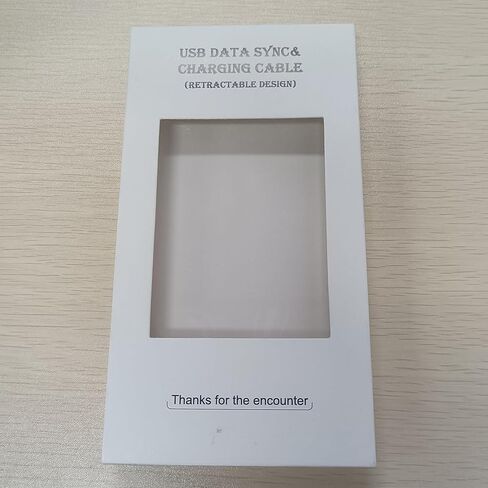 USB DATA SYNC&
CHARGING CABLE
(RETRACTABLE DESIGN)
Thanks for the encounter